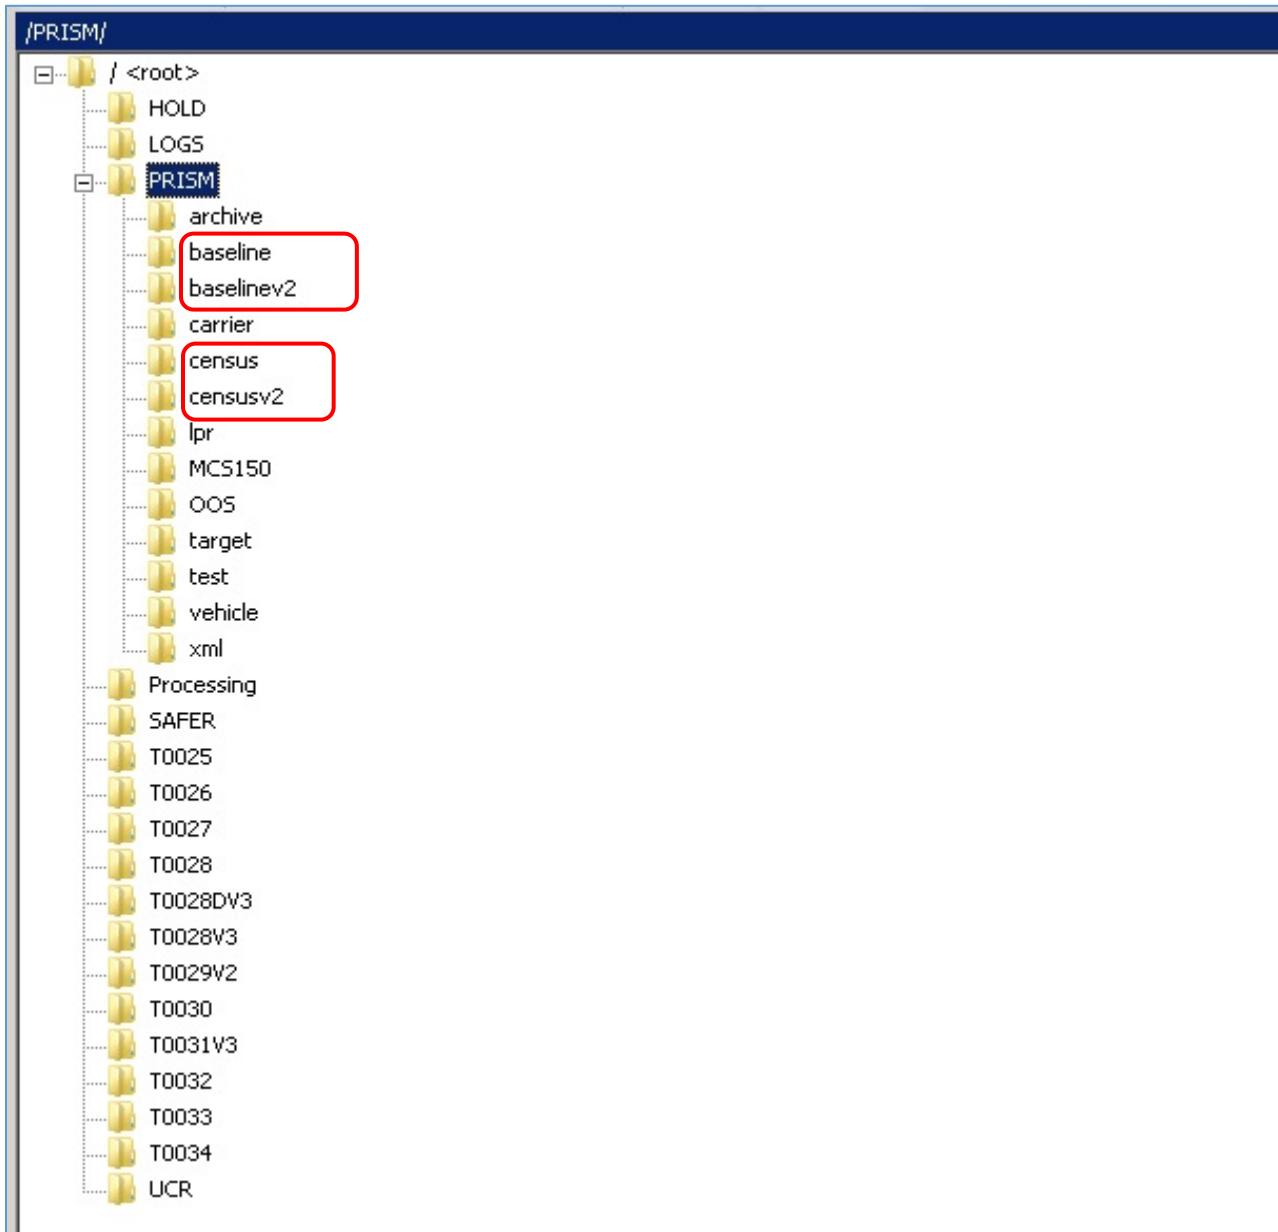 /PRISM/
/ <root>
HOLD
LOGS
PRISM
archive
baseline
baselinev2
carrier
census
censusv2
lpr
MCS150
OOS
target
test
vehicle
xml
Processing
SAFER
T0025
T0026
T0027
T0028
T0028DV3
T0028V3
T0029V2
T0030
T0031V3
T0032
T0033
T0034
UCR